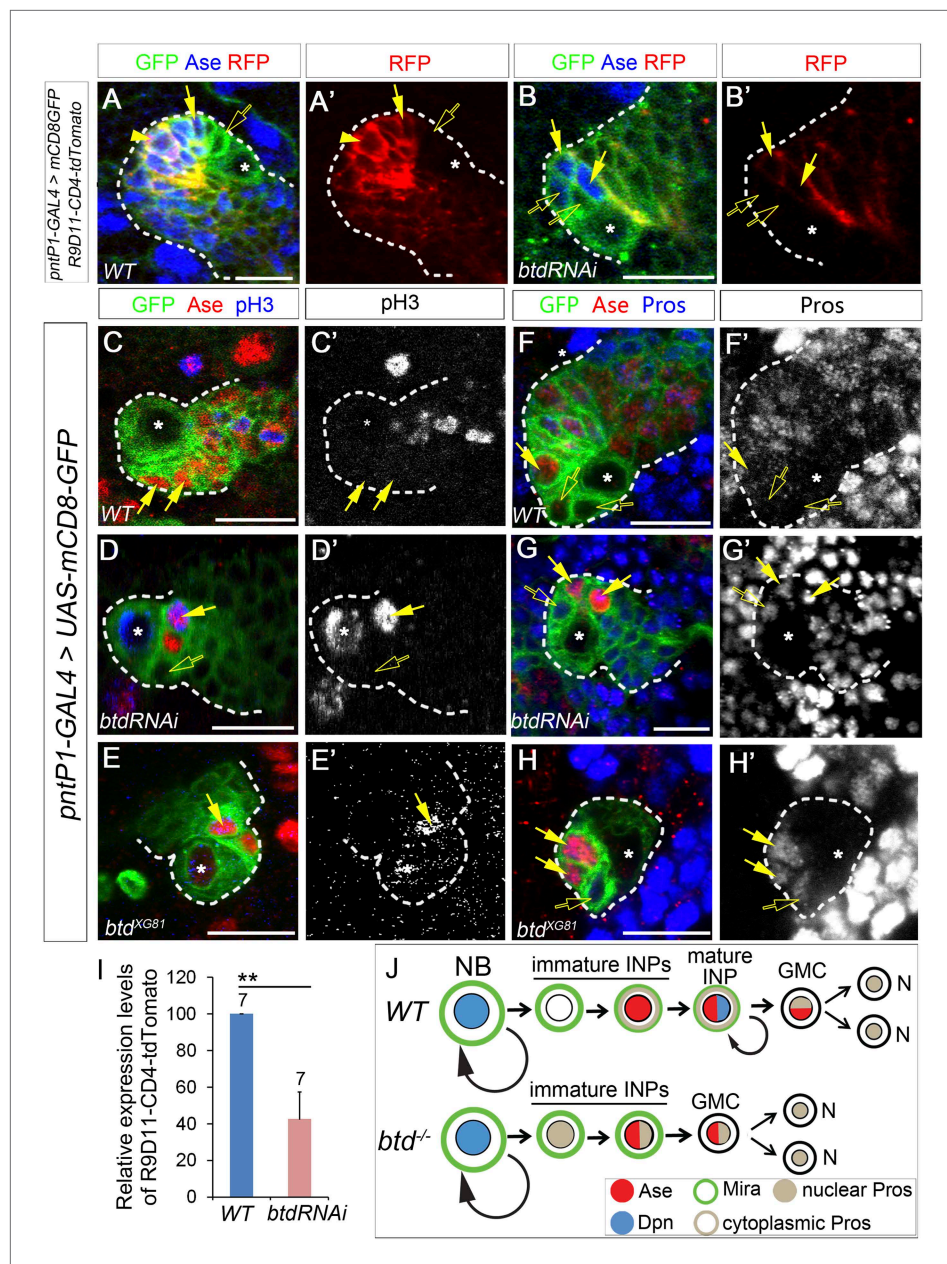 GFP Ase RFP
RFP
GFP Ase RFP
RFP
pntP1-GAL4 > mCD8GFP
R9D11-CD4-tdTomato
A
*
WT
A'
*
B
*
btdRNAi
B'
*
GFP Ase pH3
pH3
GFP Ase Pros
Pros
pntP1-GAL4 > UAS-mCD8-GFP
C
*
WT
C'
*
F
*
*
WT
F'
*
D
*
btdRNAi
D'
*
G
*
btdRNAi
G'
*
E
*
btdXG81
E'
H
*
btdXG81
H'
*
I
Relative expression levels
of R9D11-CD4-tdTomato
120
100
80
60
40
20
0
**
7
7
WT
btdRNAi
J
NB
immature INPs
mature
INP
GMC
WT
N
N
immature INPs
GMC
btd-/-
N
N
Ase
Mira
nuclear Pros
Dpn
cytoplasmic Pros